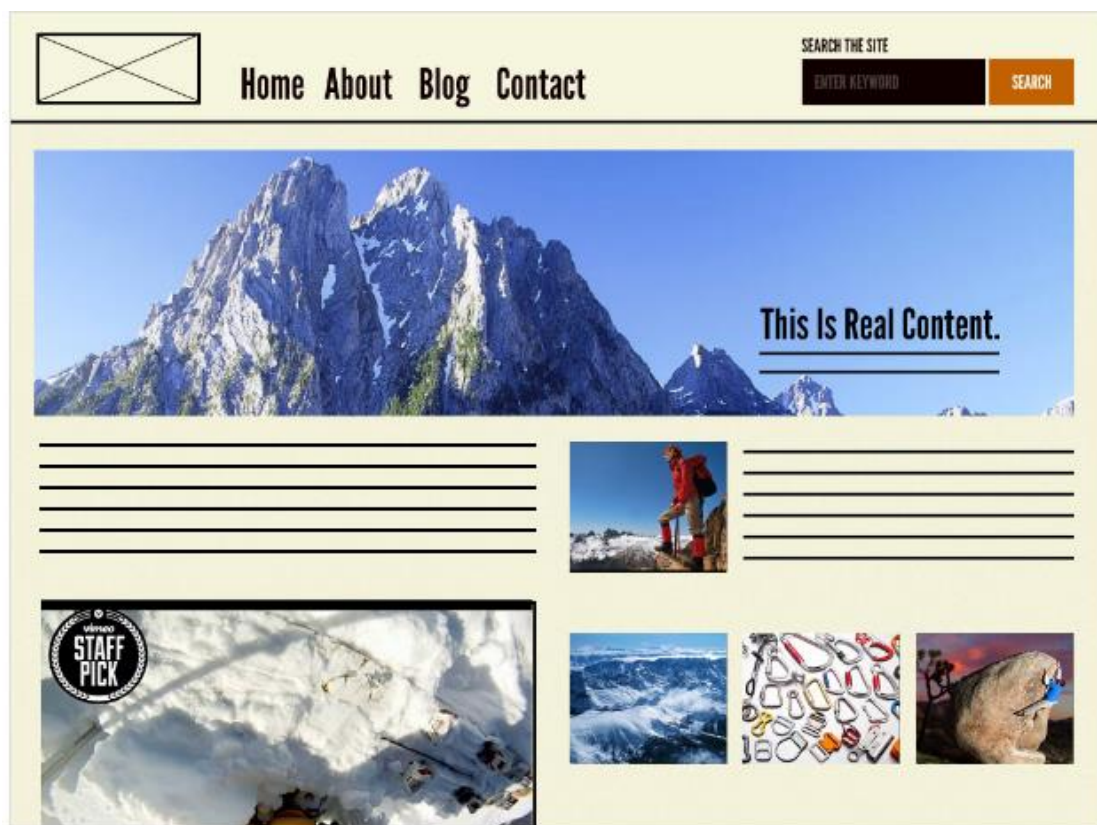 Home About Blog Contact
SEARCH THE SITE
ENTER KEYWORD
SEARCH
This Is Real Content.
vimeo
STAFF
PICK